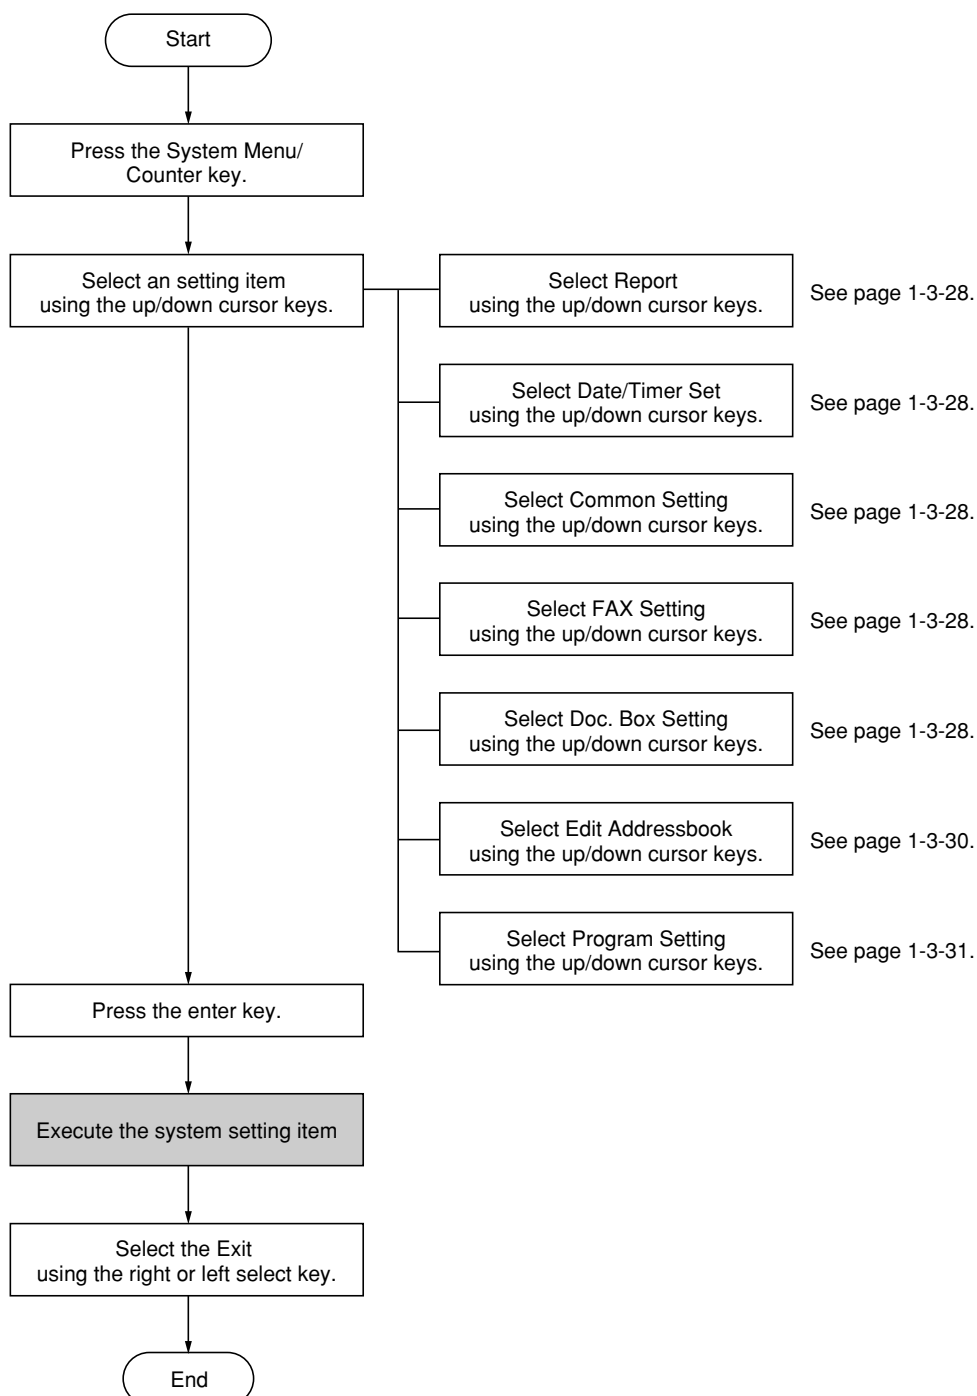 Start
Press the System Menu/
Counter key.
Select an setting item
using the up/down cursor keys.
Select Report
using the up/down cursor keys.
See page 1-3-28.
Select Date/Timer Set
using the up/down cursor keys.
See page 1-3-28.
Select Common Setting
using the up/down cursor keys.
See page 1-3-28.
Select FAX Setting
using the up/down cursor keys.
See page 1-3-28.
Select Doc. Box Setting
using the up/down cursor keys.
See page 1-3-28.
Select Edit Addressbook
using the up/down cursor keys.
See page 1-3-30.
Select Program Setting
using the up/down cursor keys.
See page 1-3-31.
Press the enter key.
Execute the system setting item
Select the Exit
using the right or left select key.
End